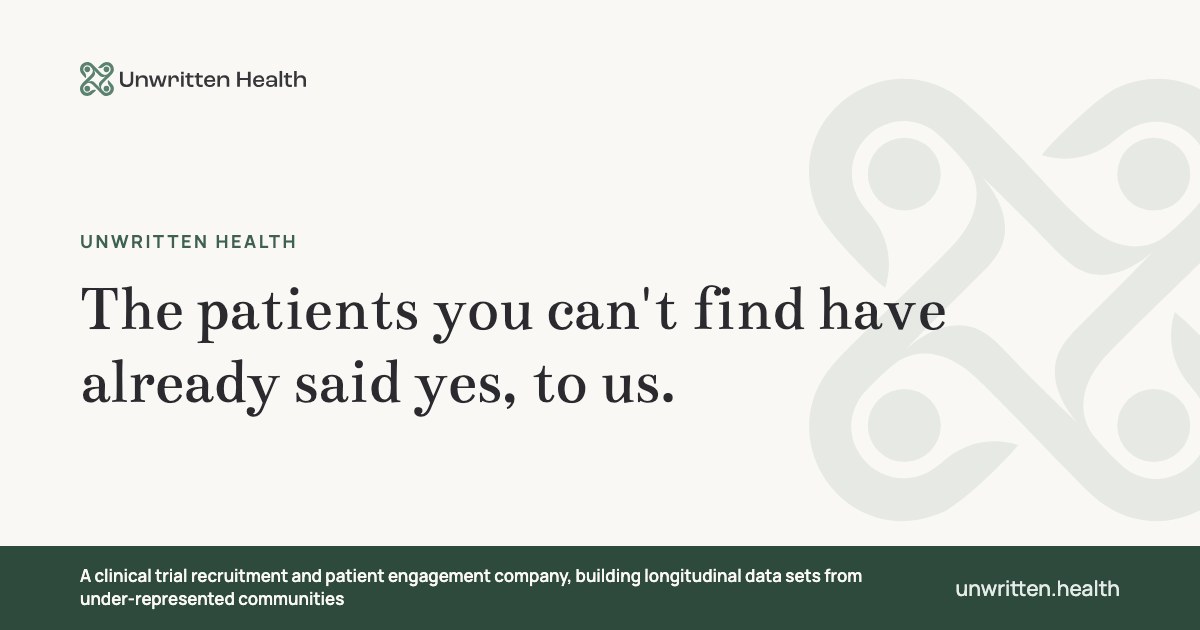 Unwritten Health
UNWRITTEN HEALTH
The patients you can't find have
already said yes, to us.
A clinical trial recruitment and patient engagement company, building longitudinal data sets from
under-represented communities
unwritten.health